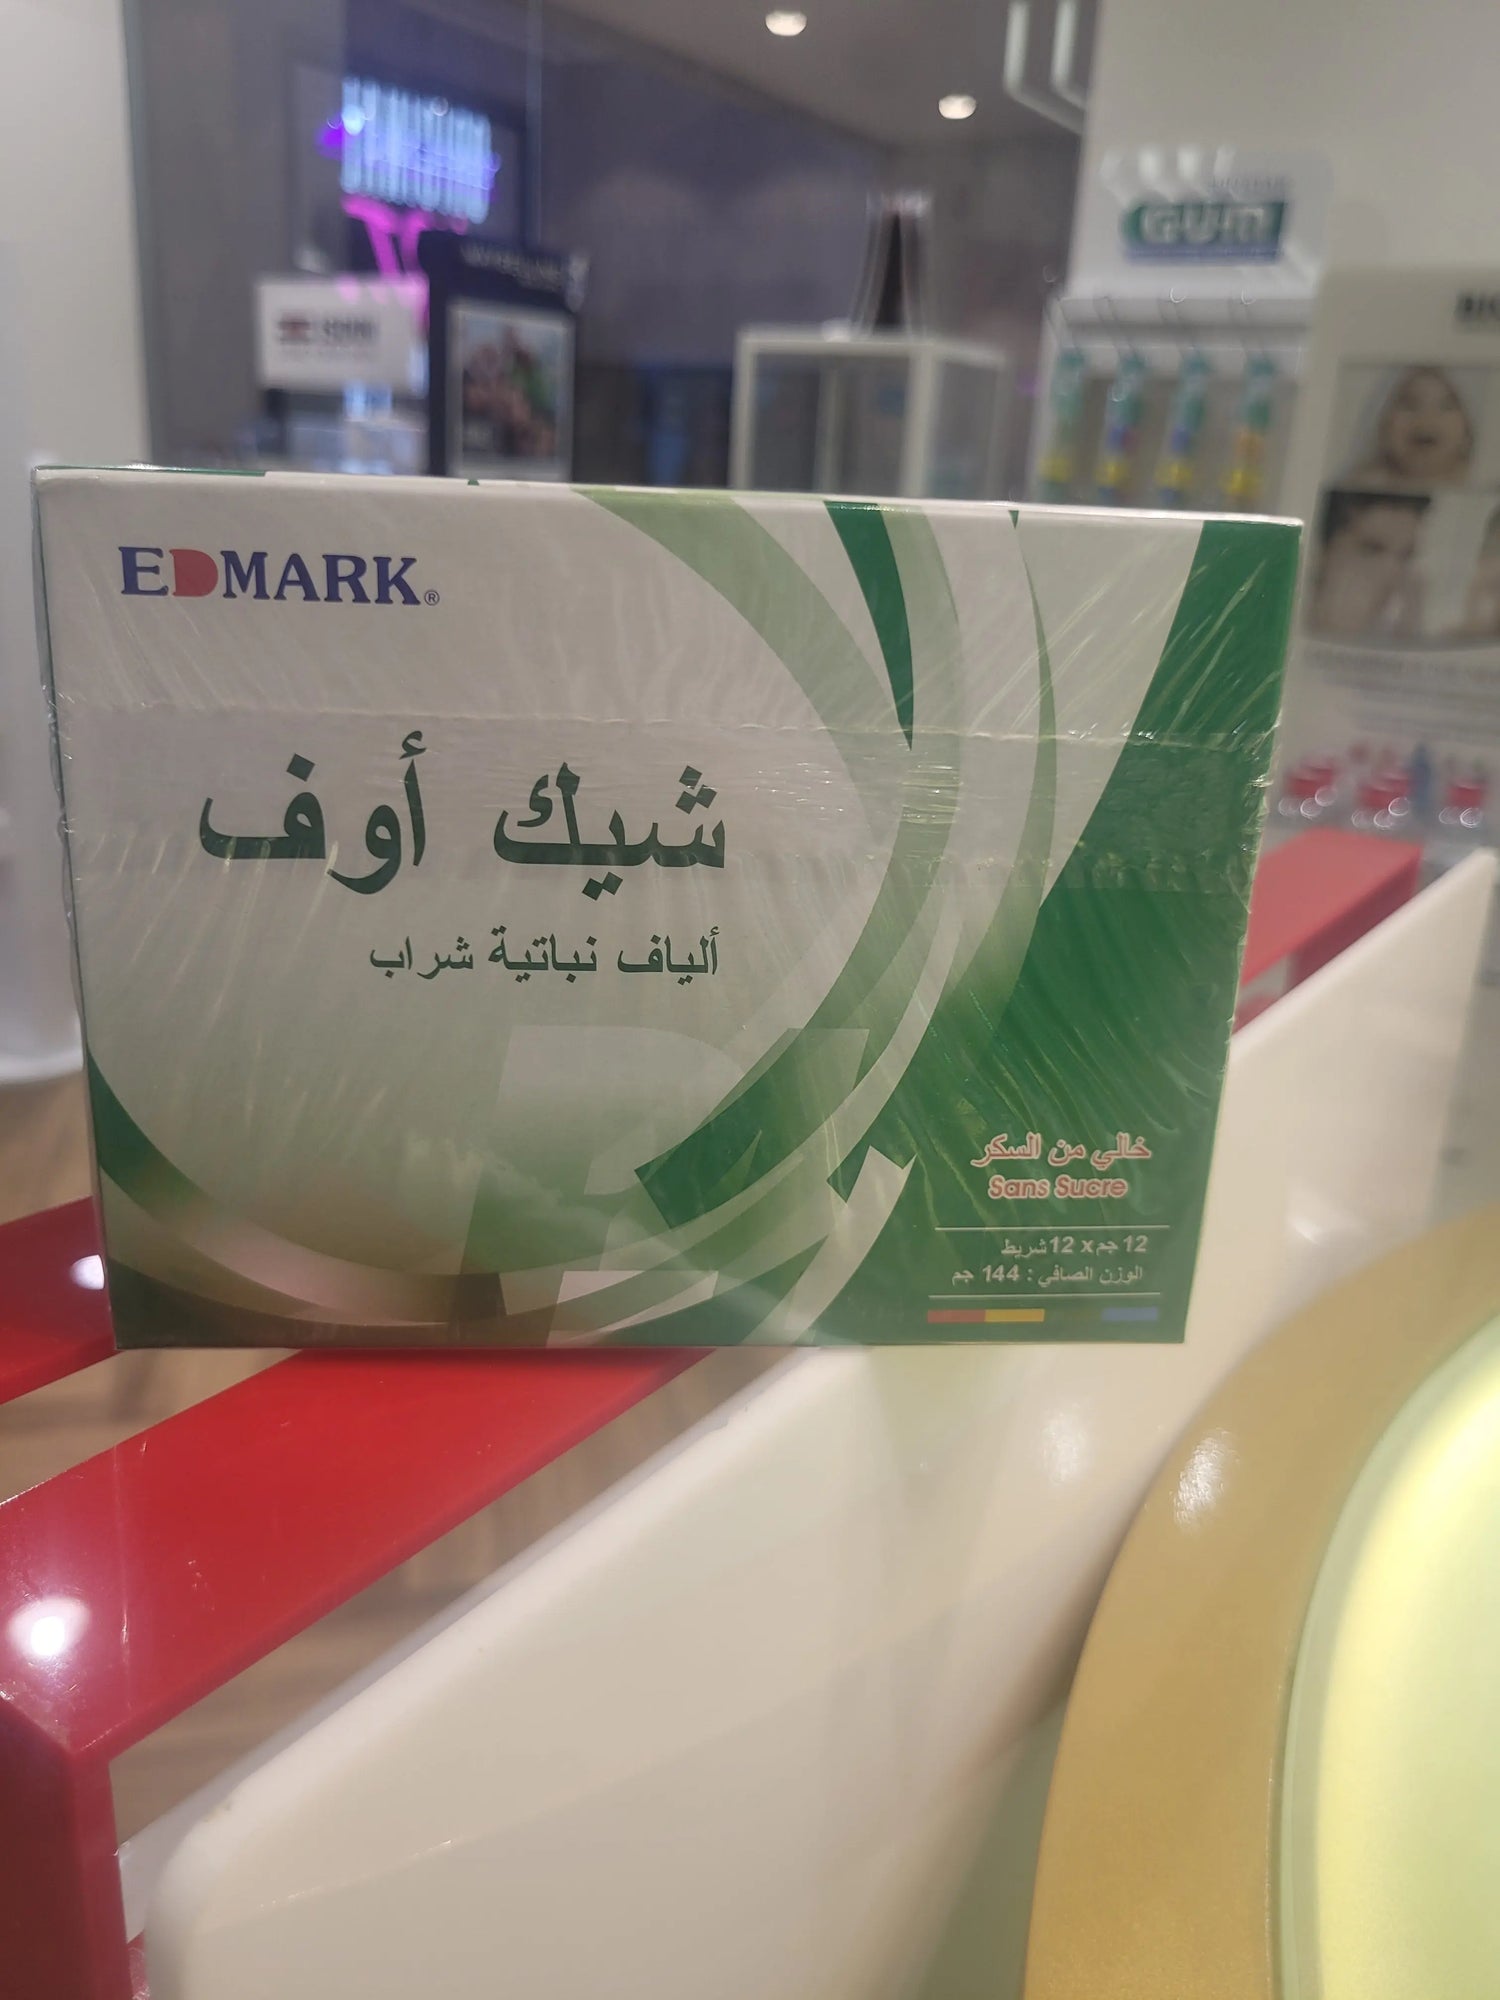 GUM
BIO
EDMARK®
شيك أوف
ألياف نباتية شراب
خالي من السكر
Sans Sucre
12 جم x 12 شريط
الوزن الصافي : 144 جم